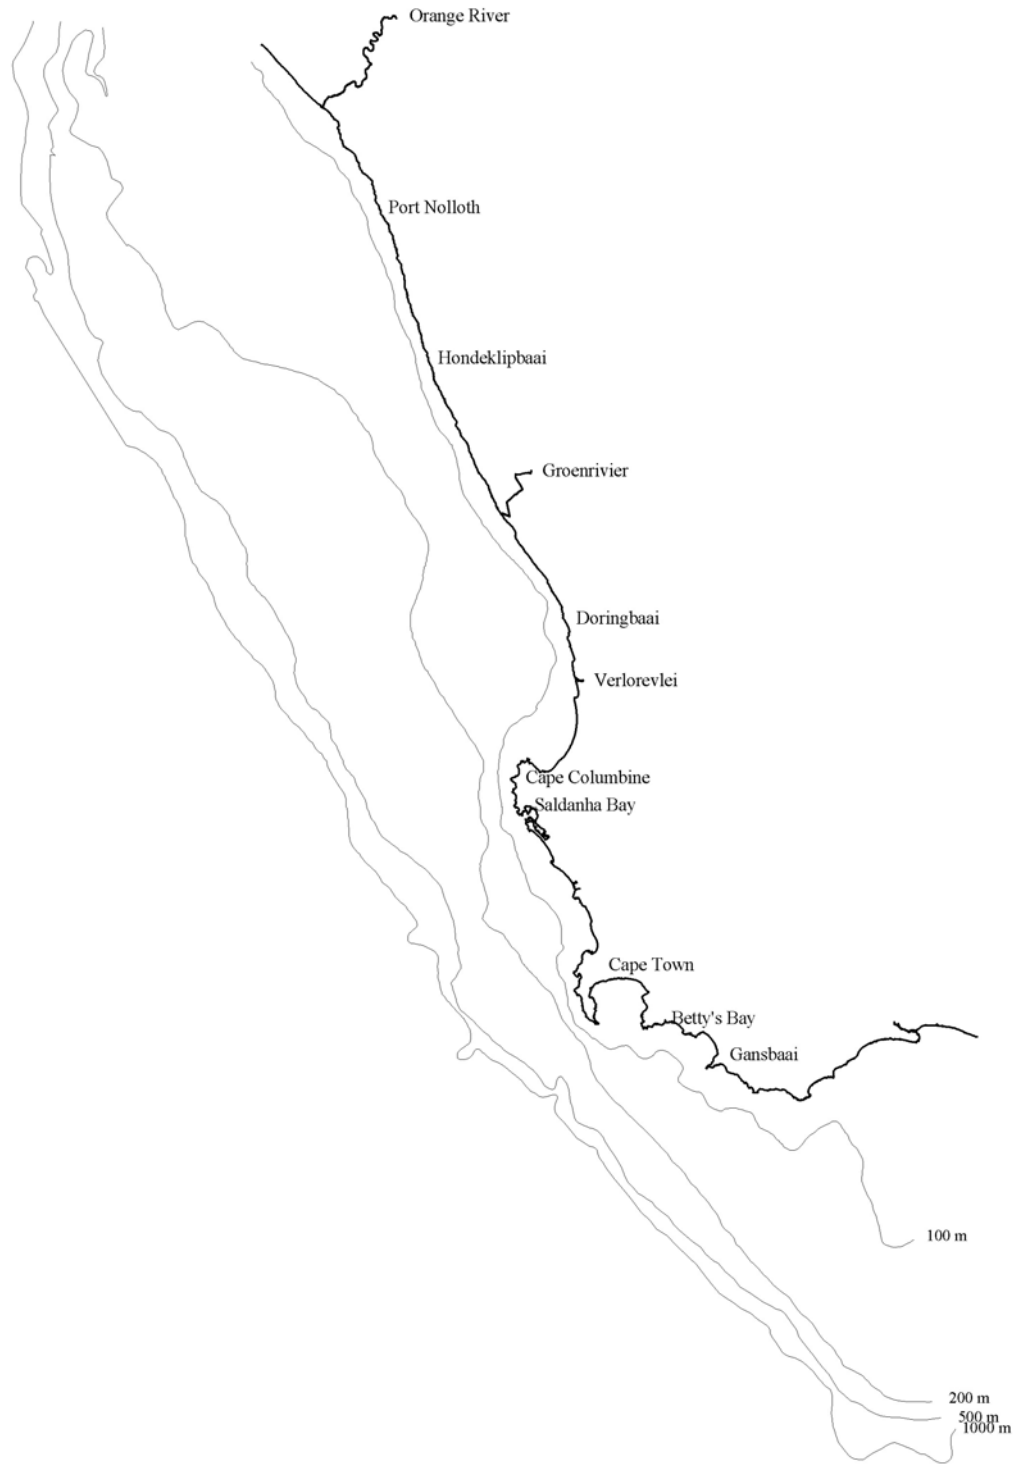 Orange River
Port Nolloth
Hondeklipbaai
Groenrivier
Doringbaai
Verlorevlei
Cape Columbine
Saldanha Bay
Cape Town
Betty's Bay
Gansbaai
100 m
200 m
500 m
1000 m